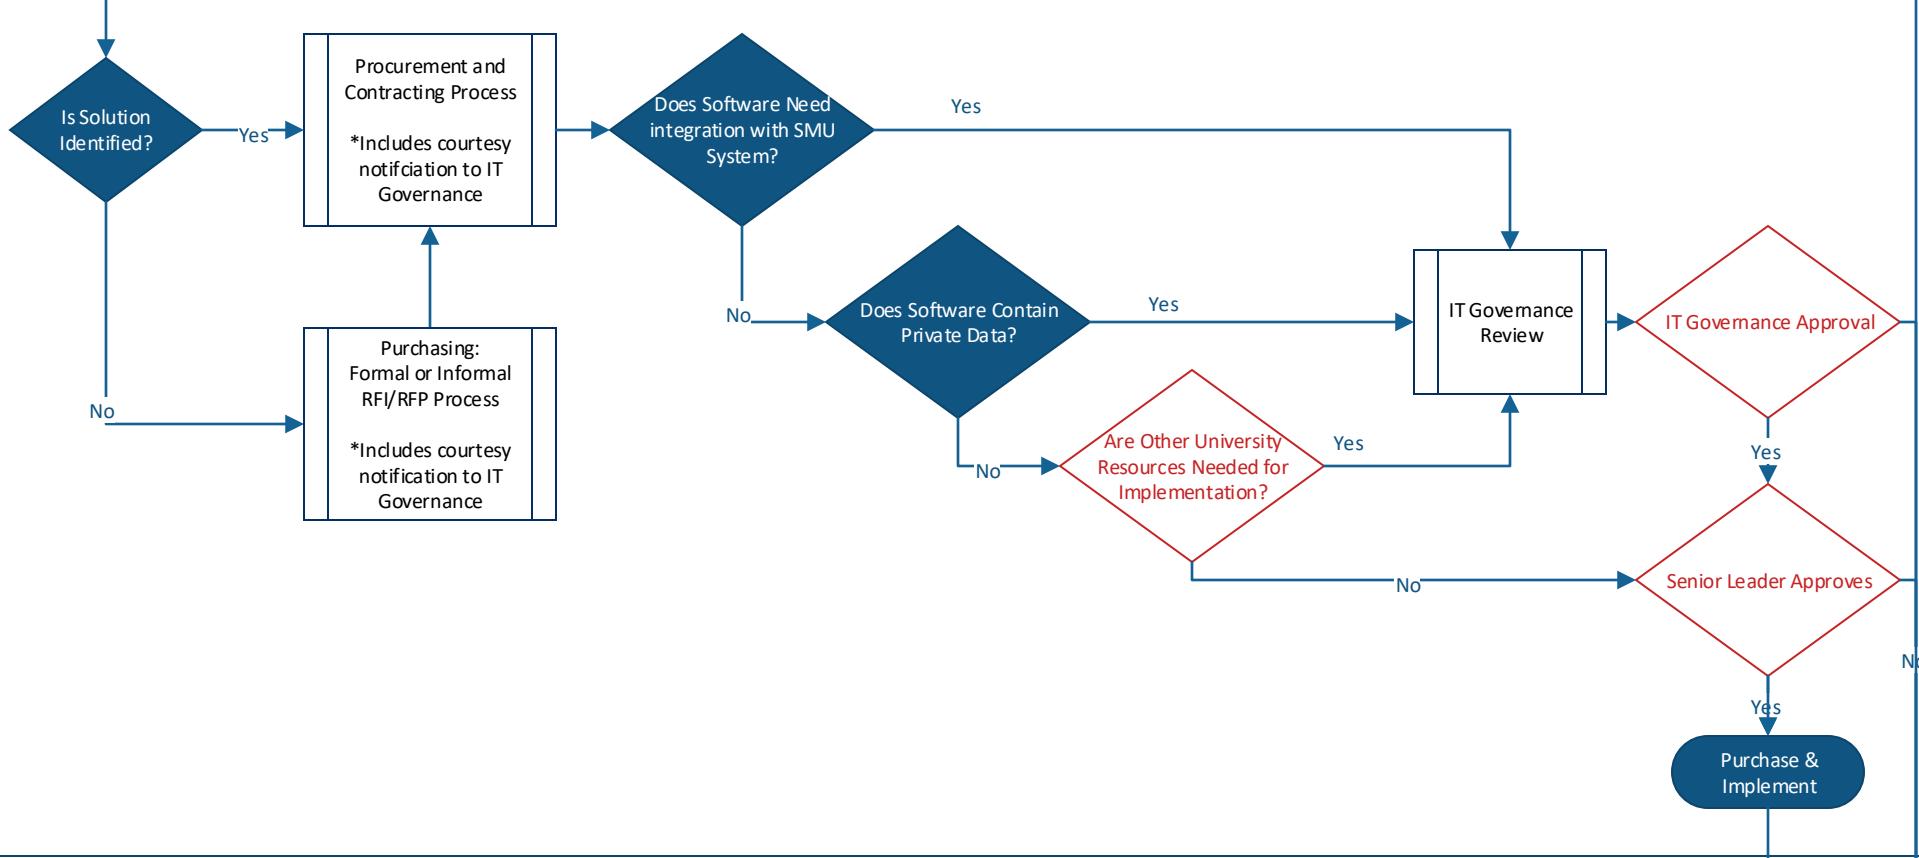 Is Solution
Identified?
Yes
No
Procurement and
Contracting Process
*Includes courtesy
notifciation to IT
Governance
Purchasing:
Formal or Informal
RFI/RFP Process
*Includes courtesy
notification to IT
Governance
Does Software Need
integration with SMU
System?
Yes
No
Does Software Contain
Private Data?
Yes
No
Are Other University
Resources Needed for
Implementation?
Yes
No
IT Governance
Review
IT Governance Approval
Yes
Senior Leader Approves
No
Yes
Purchase &
Implement